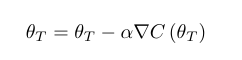 θ_T = θ_T − α∇C (θ_T)